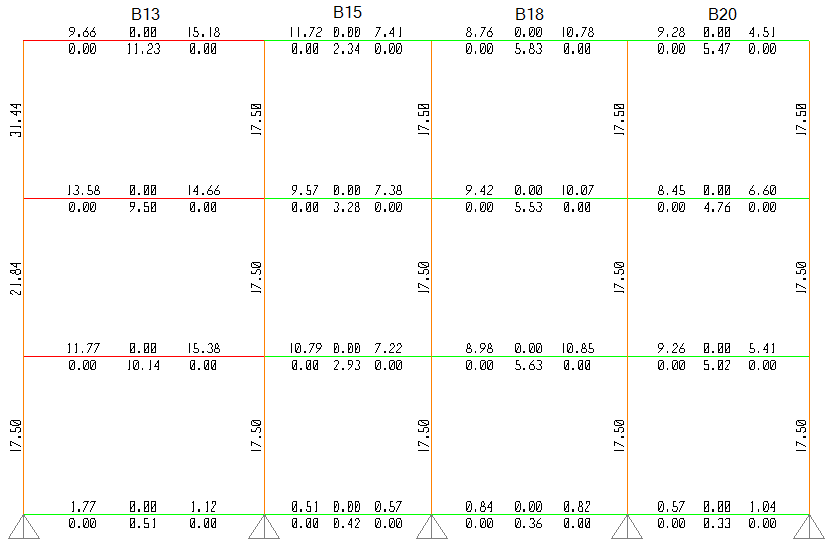 B13 B15 B18 B20
9.66 0.00 15.18 11.72 0.00 7.41 8.76 0.00 10.78 9.28 0.00 4.51
0.00 11.23 0.00 0.00 2.34 0.00 0.00 5.83 0.00 0.00 5.47 0.00
31.44 17.50 17.50 17.50 17.50
13.58 0.00 14.66 9.57 0.00 7.38 9.42 0.00 10.07 8.45 0.00 6.60
0.00 9.50 0.00 0.00 3.28 0.00 0.00 5.53 0.00 0.00 4.76 0.00
21.84 17.50 17.50 17.50 17.50
11.77 0.00 15.38 10.79 0.00 7.22 8.98 0.00 10.85 9.26 0.00 5.41
0.00 10.14 0.00 0.00 2.93 0.00 0.00 5.63 0.00 0.00 5.02 0.00
17.50 17.50 17.50 17.50 17.50
1.77 0.00 1.12 0.51 0.00 0.57 0.84 0.00 0.82 0.57 0.00 1.04
0.00 0.51 0.00 0.00 0.42 0.00 0.00 0.36 0.00 0.00 0.33 0.00